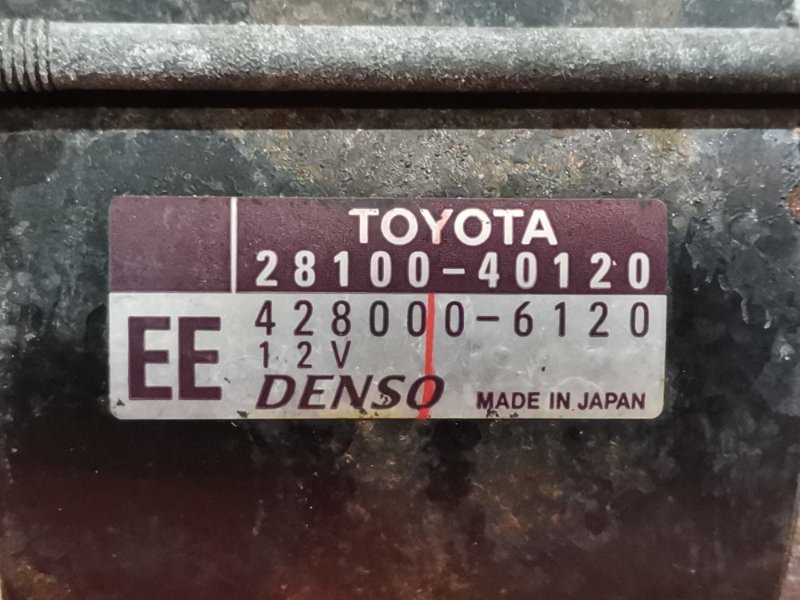 TOYOTA
28100-40120
EE
428000-6120
12V
DENSO
MADE IN JAPAN